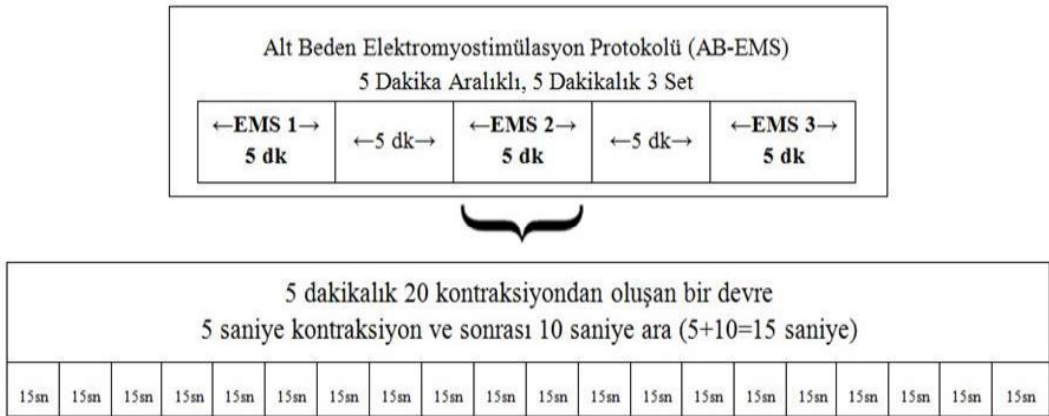 Alt Beden Elektromyostimülasyon Protokolü (AB-EMS)
5 Dakika Aralıklı, 5 Dakikalık 3 Set
←EMS 1→ ←5 dk→ ←EMS 2→ ←5 dk→ ←EMS 3→
5 dk 5 dk 5 dk
5 dakikalık 20 kontraksiyondan oluşan bir devre
5 saniye kontraksiyon ve sonrası 10 saniye ara (5+10=15 saniye)
15sn 15sn 15sn 15sn 15sn 15sn 15sn 15sn 15sn 15sn 15sn 15sn 15sn 15sn 15sn 15sn 15sn 15sn 15sn 15sn